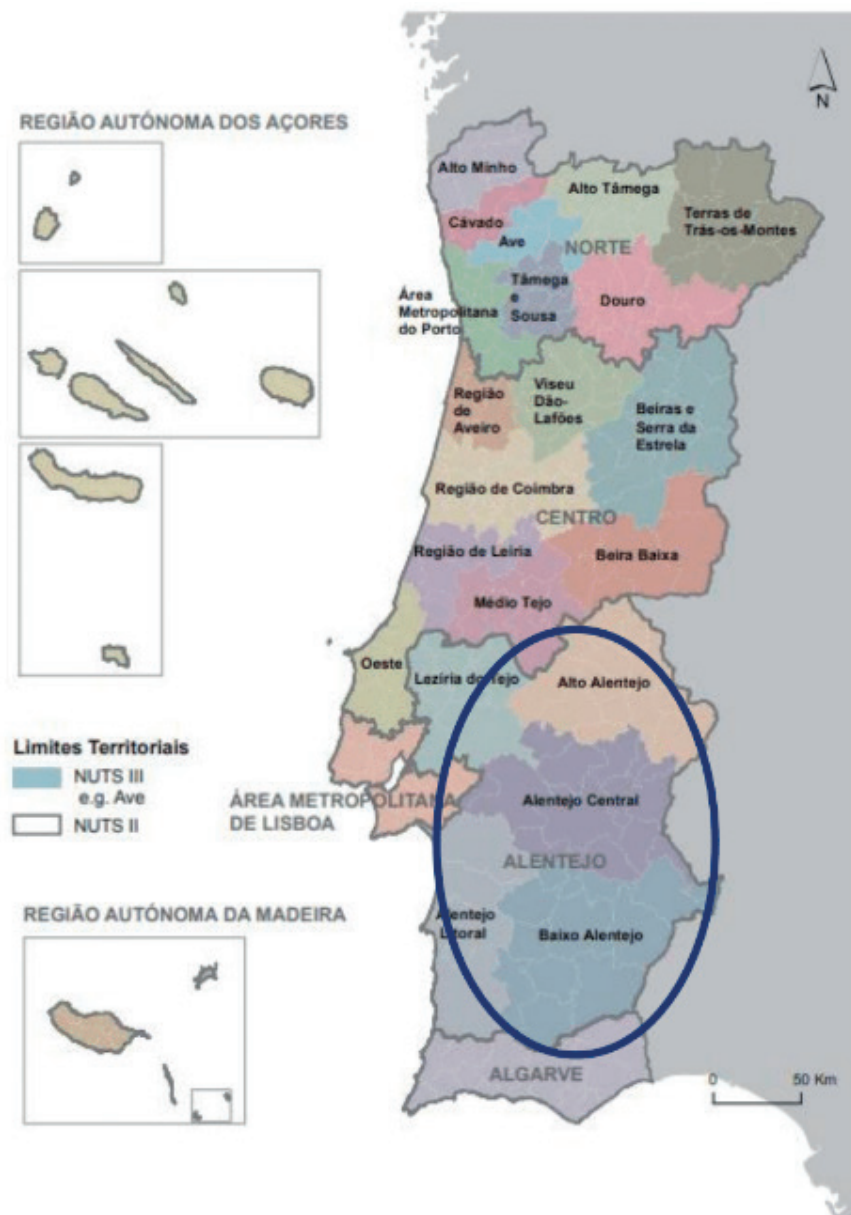 N
REGIÃO AUTÓNOMA DOS AÇORES
Alto Minho
Alto Tâmega
Cávado
Terras de
Trás-os-Montes
Ave
NORTE
Área
Metropolitana
do Porto
Tâmega
e
Sousa
Douro
Região
de
Aveiro
Viseu
Dão-
Lafões
Beiras e
Serra da
Estrela
Região de Coimbra
CENTRO
Região de Leiria
Beira Baixa
Médio Tejo
Oeste
Lezíria do Tejo
Alto Alentejo
Limites Territoriais
NUTS III
e.g. Ave
NUTS II
ÁREA METROPOLITANA
DE LISBOA
Alentejo Central
ALENTEJO
REGIÃO AUTÓNOMA DA MADEIRA
Alentejo
Litoral
Baixo Alentejo
ALGARVE
0 50 Km